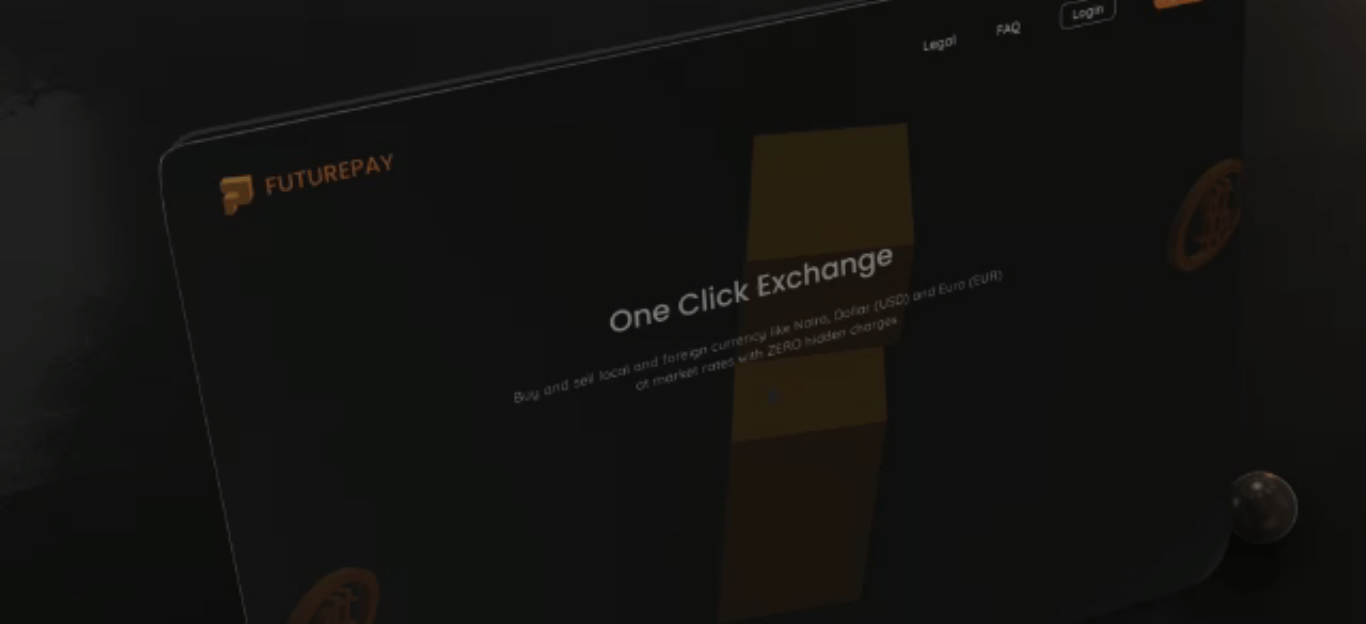 Legal
FAQ
Login
FUTUREPAY
One Click Exchange
Buy and sell local and foreign currency like Naira, Dollar (USD) and Euro (EUR)
at market rates with ZERO hidden charges.